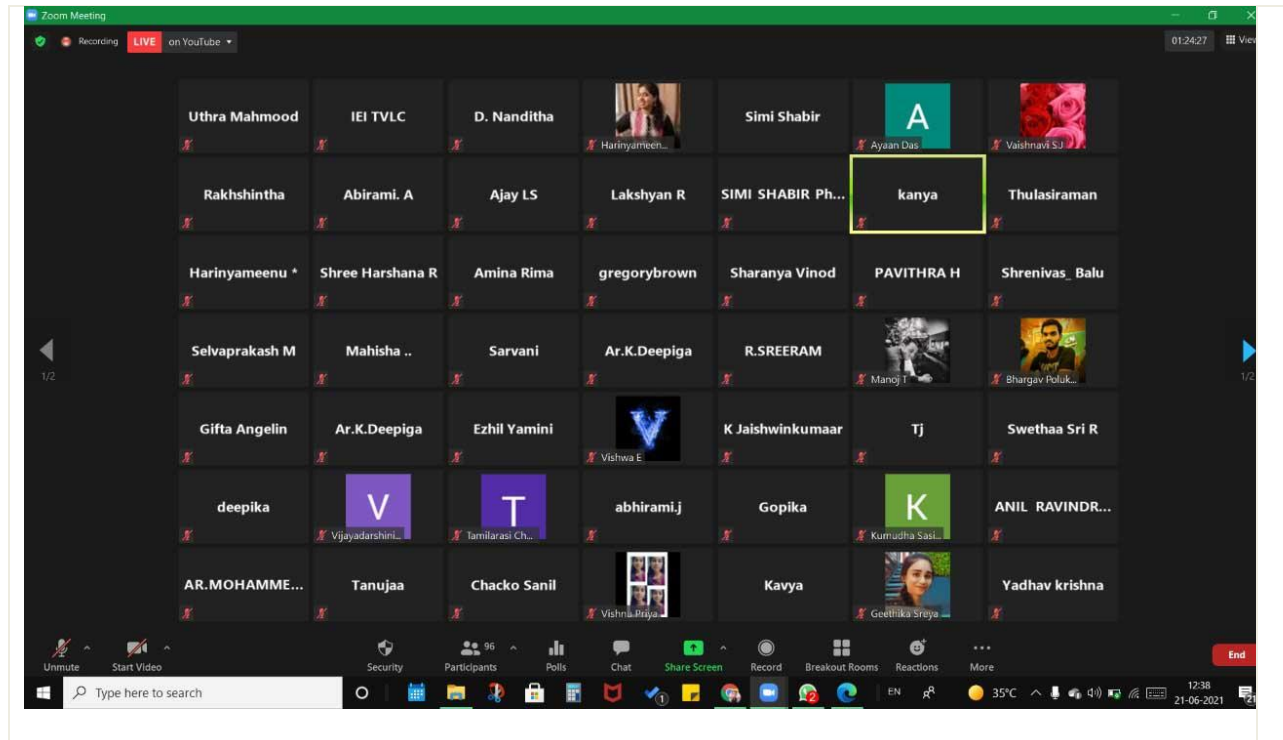 Zoom Meeting
Recording LIVE on YouTube 01:24:27 View
Uthra Mahmood IEI TVLC D. Nanditha Harinyameen... Simi Shabir A Ayaan Das Vaishnavi S.J
Rakhshintha Abirami. A Ajay LS Lakshyan R SIMI SHABIR Ph... kanya Thulasiraman
Harinyameenu * Shree Harshana R Amina Rima gregorybrown Sharanya Vinod PAVITHRA H Shrenivas_ Balu
Selvaprakash M Mahisha .. Sarvani Ar.K.Deepiga R.SREERAM Manoj T Bhargav Poluk...
1/2 1/2
Gifta Angelin Ar.K.Deepiga Ezhil Yamini Vishwa E K Jaishwinkumaar Tj Swethaa Sri R
deepika V Vijayadarshini... T Tamilarasi Ch... abhirami.j Gopika K Kumudha Sasi... ANIL RAVINDR...
AR.MOHAMME... Tanujaa Chacko Sanil Vishnu Priya Kavya Geethika Sreya Yadhav krishna
Unmute Start Video Security Participants 96 Polls Chat Share Screen Record Breakout Rooms Reactions More End
Type here to search 1 2 EN 35°C 12:38
21-06-2021 21